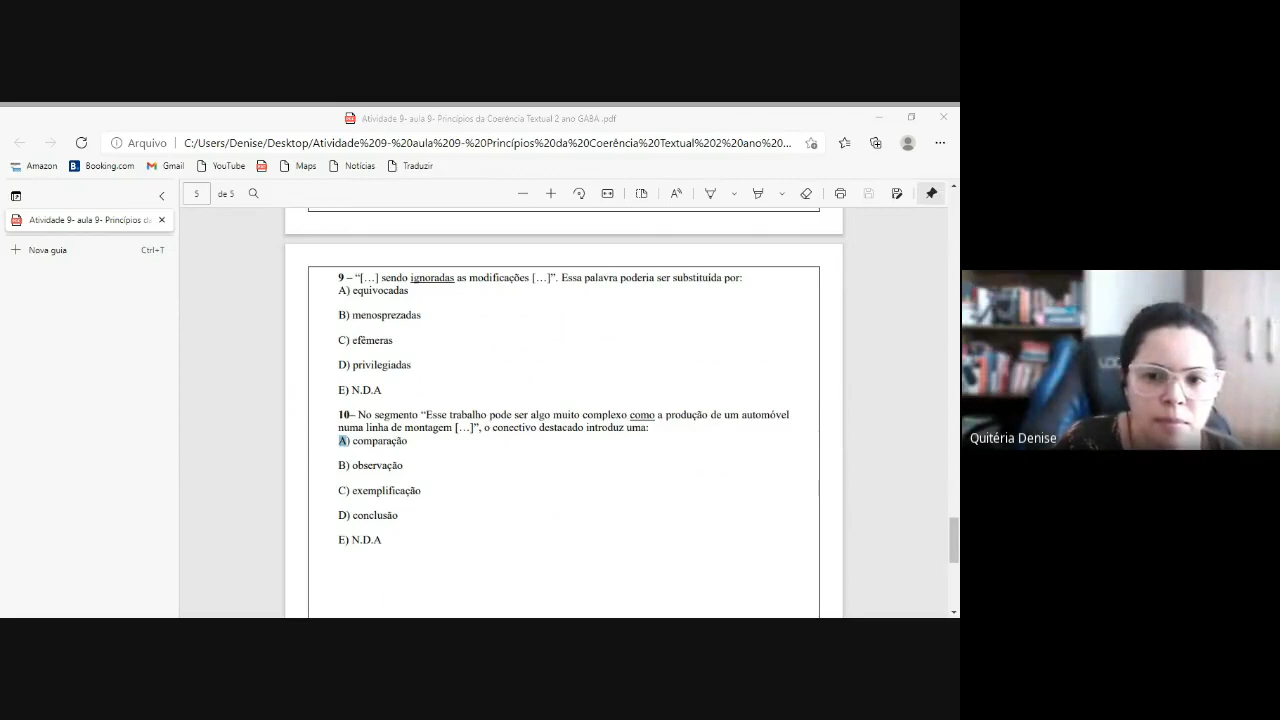 Atividade 9- aula 9- Princípios da Coerência Textual 2 ano GABA .pdf
Arquivo C:/Users/Denise/Desktop/Atividade%209-%20aula%209-%20Princípios%20da%20Coerência%20Textual%202%20ano%20...
Amazon Booking.com Gmail YouTube Maps Notícias Traduzir
5 de 5
Atividade 9- aula 9- Princípios da
Nova guia Ctrl+T
9 – “[…] sendo ignoradas as modificações […]”. Essa palavra poderia ser substituída por:
A) equivocadas
B) menosprezadas
C) efêmeras
D) privilegiadas
E) N.D.A
10– No segmento “Esse trabalho pode ser algo muito complexo como a produção de um automóvel
numa linha de montagem […]”, o conectivo destacado introduz uma:
A) comparação
B) observação
C) exemplificação
D) conclusão
E) N.D.A
Quitéria Denise